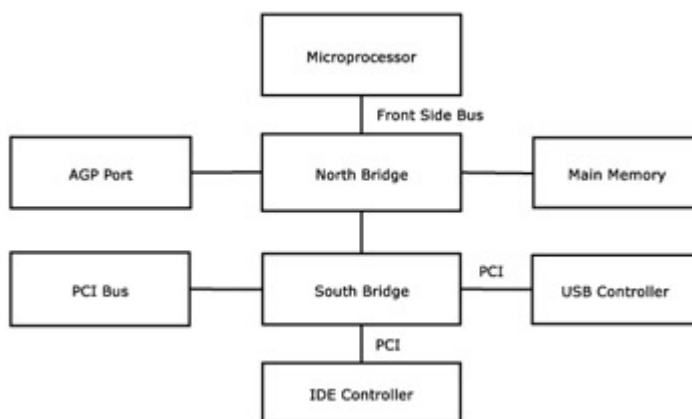 Microprocessor
Front Side Bus
AGP Port
North Bridge
Main Memory
PCI Bus
South Bridge
PCI
USB Controller
PCI
IDE Controller